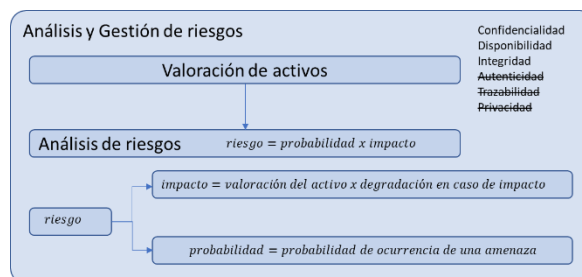 Análisis y Gestión de riesgos
Confidencialidad
Disponibilidad
Integridad
Autenticidad
Trazabilidad
Privacidad
Valoración de activos
Análisis de riesgos riesgo = probabilidad x impacto
impacto = valoración del activo x degradación en caso de impacto
riesgo
probabilidad = probabilidad de ocurrencia de una amenaza